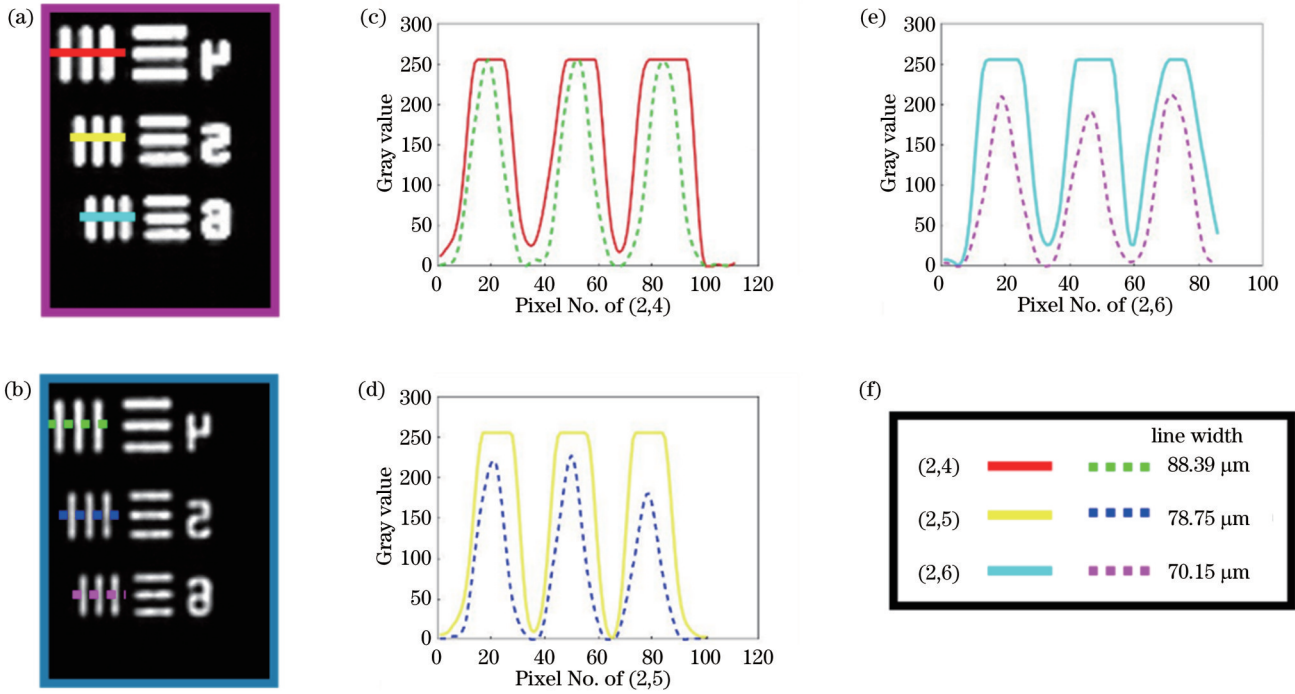 (a)
(b)
(c)
300
250
200
150
100
50
0
Gray value
0 20 40 60 80 100 120
Pixel No. of (2,4)
(d)
300
250
200
150
100
50
0
Gray value
0 20 40 60 80 100 120
Pixel No. of (2,5)
(e)
300
250
200
150
100
50
0
Gray value
0 20 40 60 80 100
Pixel No. of (2,6)
(f)
line width
(2,4) 88.39 μm
(2,5) 78.75 μm
(2,6) 70.15 μm